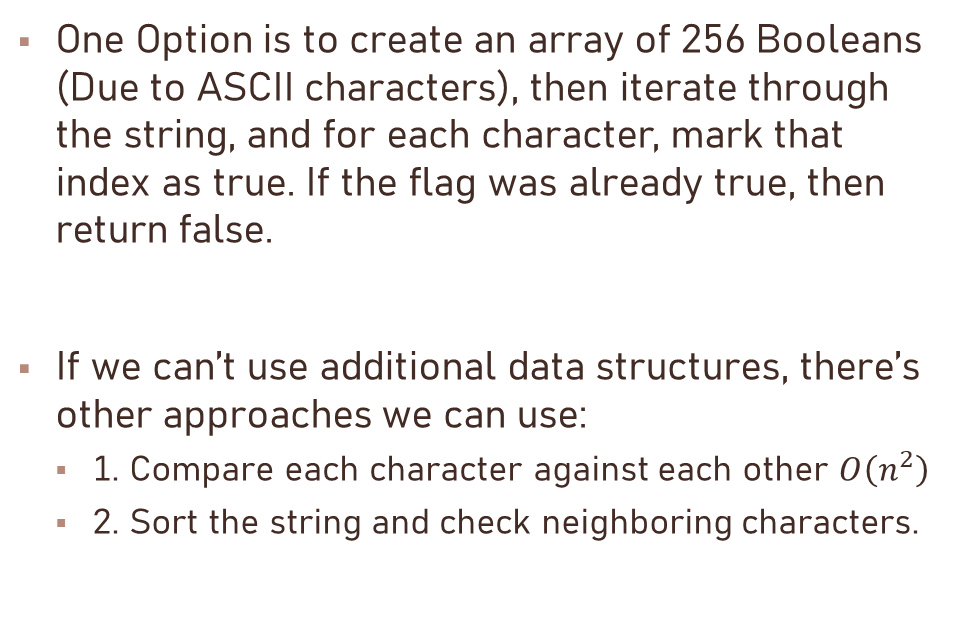 ▪ One Option is to create an array of 256 Booleans
(Due to ASCII characters), then iterate through
the string, and for each character, mark that
index as true. If the flag was already true, then
return false.
▪ If we can’t use additional data structures, there’s
other approaches we can use:
▪ 1. Compare each character against each other O(n²)
▪ 2. Sort the string and check neighboring characters.